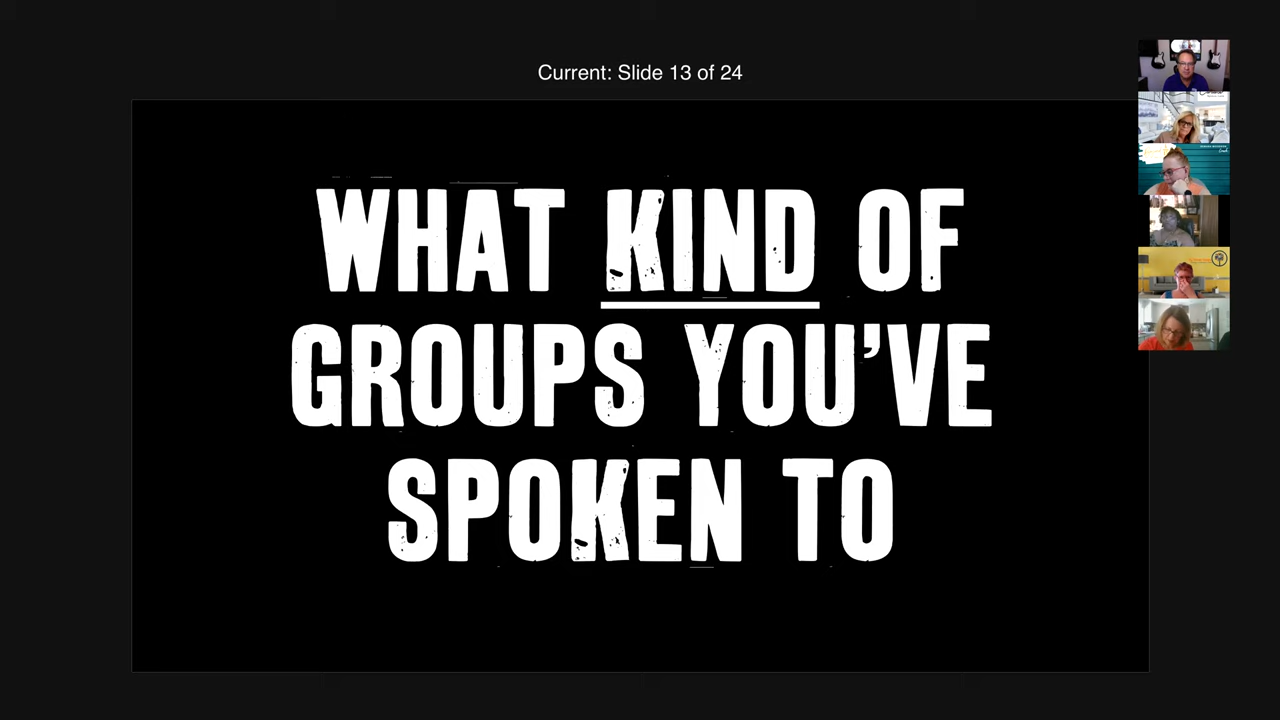 Current: Slide 13 of 24
WHAT KIND OF
GROUPS YOU'VE
SPOKEN TO